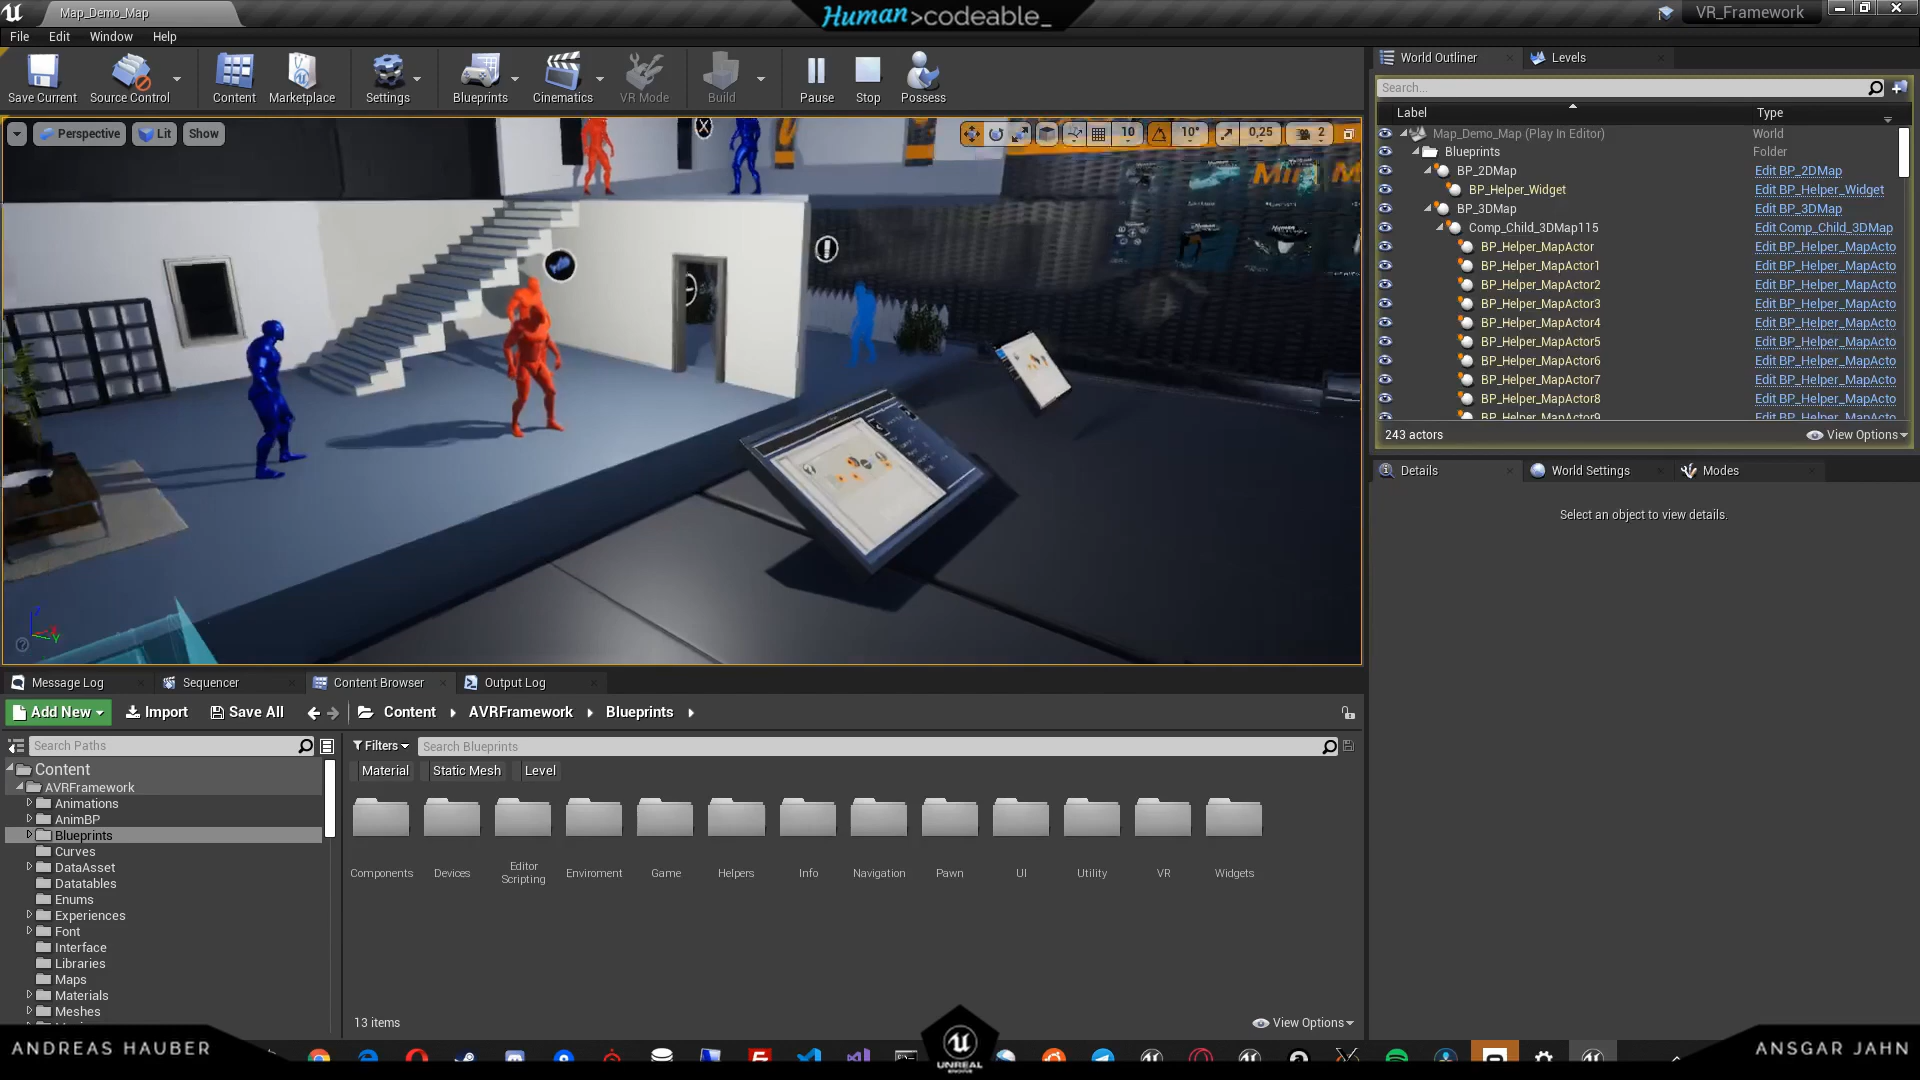 Map_Demo_Map
Human>codeable_
VR_Framework
File Edit Window Help
World Outliner
Levels
Save Current
Source Control
Content
Marketplace
Settings
Blueprints
Cinematics
VR Mode
Build
Pause
Stop
Possess
Search...
Label
Type
Perspective
Lit
Show
10
10°
0,25
2
Map_Demo_Map (Play In Editor) World
Blueprints Folder
BP_2DMap Edit BP_2DMap
BP_Helper_Widget Edit BP_Helper_Widget
BP_3DMap Edit BP_3DMap
Comp_Child_3DMap115 Edit Comp_Child_3DMap
BP_Helper_MapActor Edit BP_Helper_MapActo
BP_Helper_MapActor1 Edit BP_Helper_MapActo
BP_Helper_MapActor2 Edit BP_Helper_MapActo
BP_Helper_MapActor3 Edit BP_Helper_MapActo
BP_Helper_MapActor4 Edit BP_Helper_MapActo
BP_Helper_MapActor5 Edit BP_Helper_MapActo
BP_Helper_MapActor6 Edit BP_Helper_MapActo
BP_Helper_MapActor7 Edit BP_Helper_MapActo
BP_Helper_MapActor8 Edit BP_Helper_MapActo
BP_Helper_MapActor9 Edit BP_Helper_MapActo
243 actors
View Options
Details
World Settings
Modes
Select an object to view details.
Message Log
Sequencer
Content Browser
Output Log
Add New
Import
Save All
Content
AVRFramework
Blueprints
Search Paths
Filters
Search Blueprints
Material
Static Mesh
Level
Content
AVRFramework
Animations
AnimBP
Blueprints
Curves
DataAsset
Datatables
Enums
Experiences
Font
Interface
Libraries
Maps
Materials
Meshes
Components
Devices
Editor
Scripting
Enviroment
Game
Helpers
Info
Navigation
Pawn
UI
Utility
VR
Widgets
13 items
View Options
ANDREAS HAUBER
UNREAL
ENGINE
ANSGAR JAHN